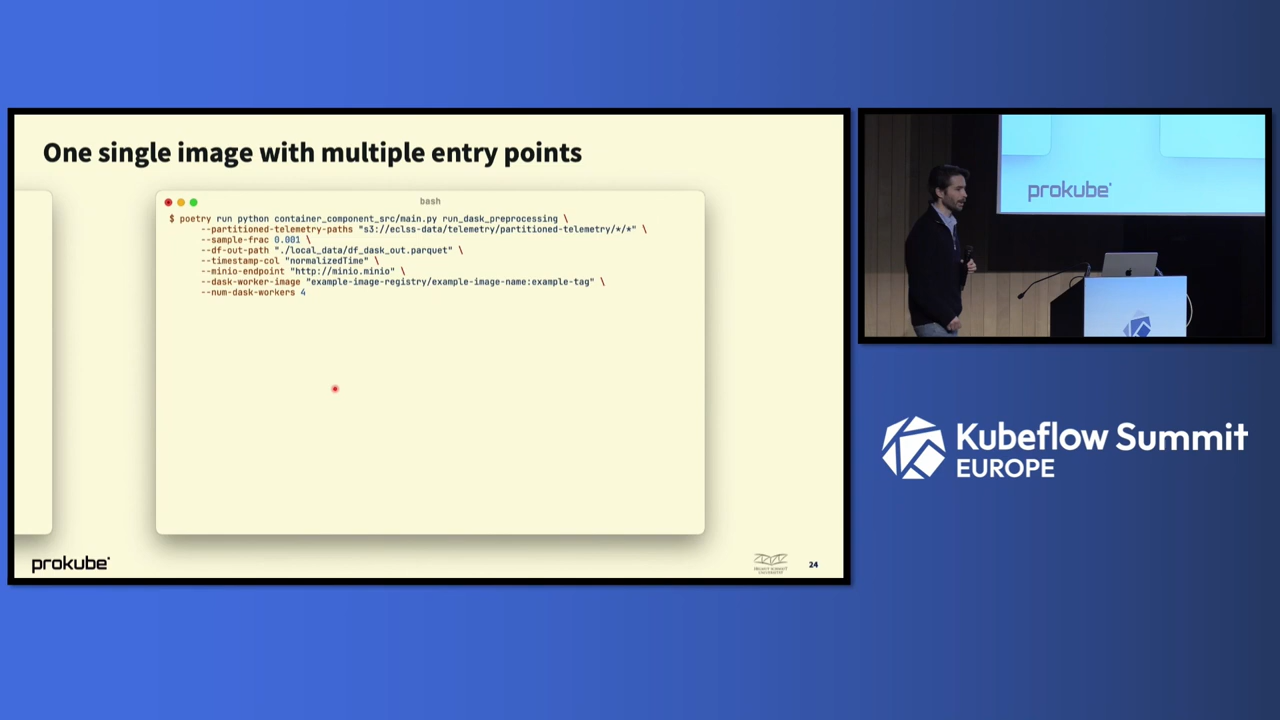 One single image with multiple entry points
bash
$ poetry run python container_component_src/main.py run_dask_preprocessing \
--partitioned-telemetry-paths "s3://eclss-data/telemetry/partitioned-telemetry/*/*" \
--sample-frac 0.001 \
--df-out-path "./local_data/df_dask_out.parquet" \
--timestamp-col "normalizedTime" \
--minio-endpoint "http://minio.minio" \
--dask-worker-image "example-image-registry/example-image-name:example-tag" \
--num-dask-workers 4
prokube
24
prokube
Kubeflow Summit
EUROPE